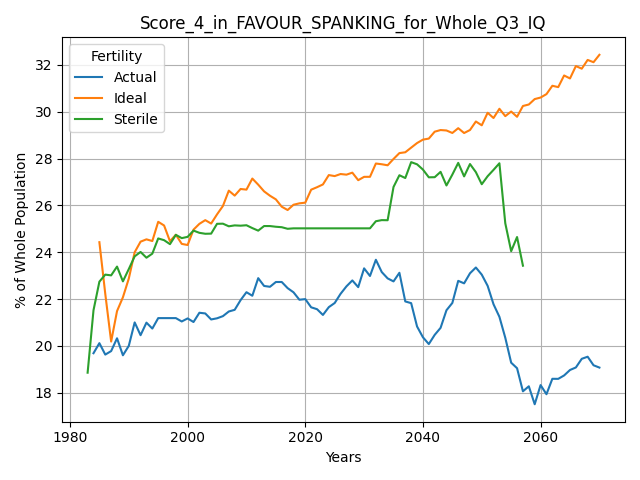 Score_4_in_FAVOUR_SPANKING_for_Whole_Q3_IQ
Fertility
Actual
Ideal
Sterile
% of Whole Population
32
30
28
26
24
22
20
18
1980
2000
2020
2040
2060
Years